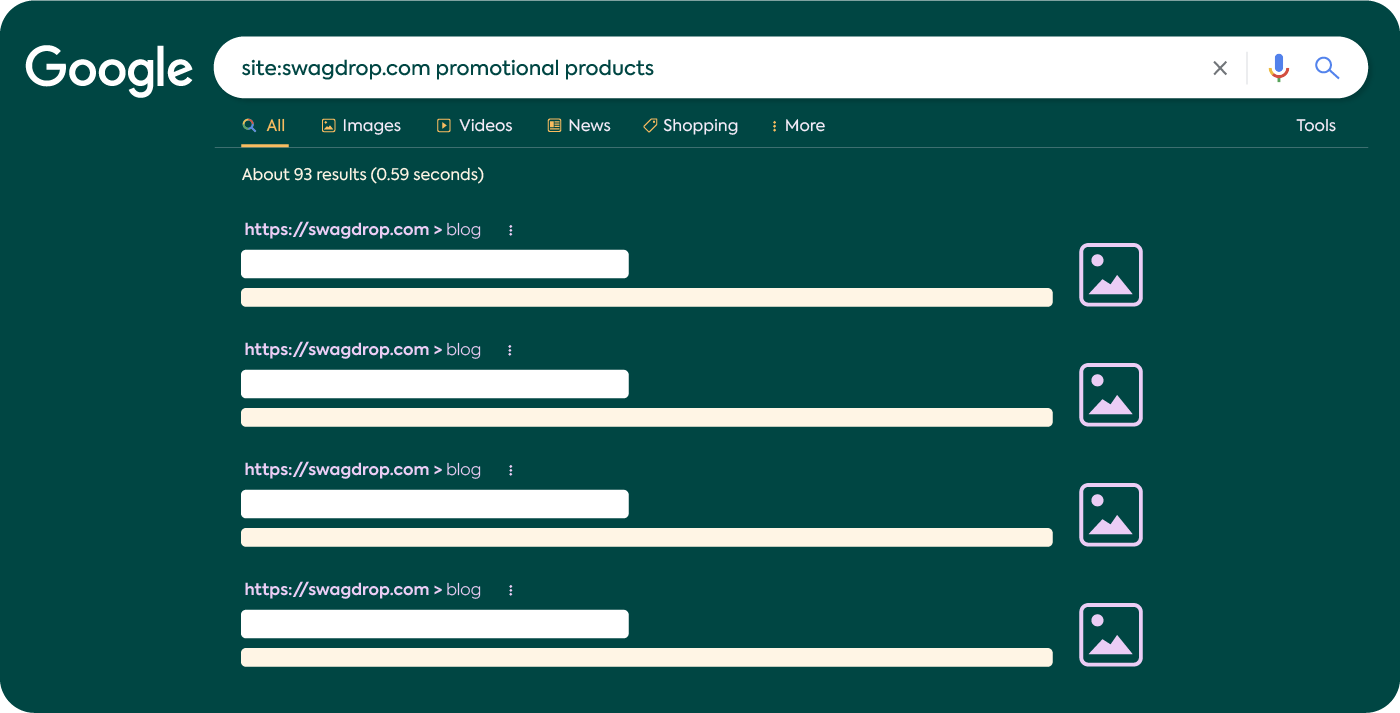 Google
site:swagdrop.com promotional products
All Images Videos News Shopping More Tools
About 93 results (0.59 seconds)
https://swagdrop.com > blog
https://swagdrop.com > blog
https://swagdrop.com > blog
https://swagdrop.com > blog